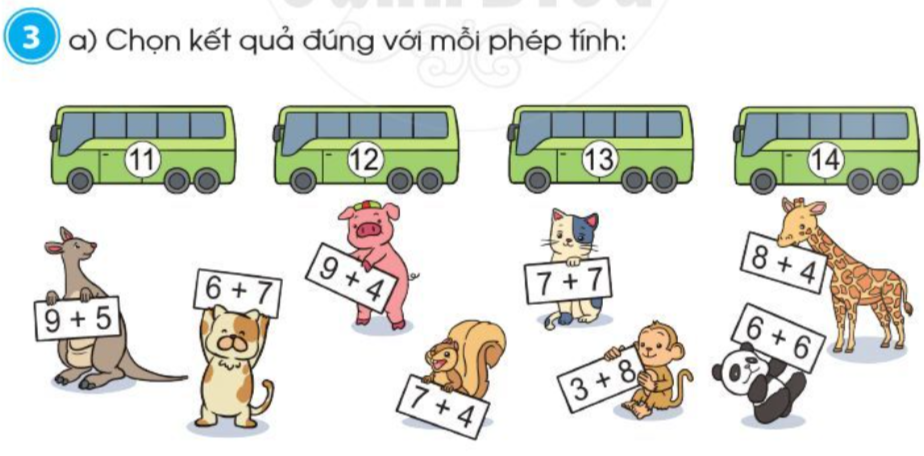 3 a) Chọn kết quả đúng với mỗi phép tính:
11 12 13 14
9 + 5
6 + 7
9 + 4
7 + 4
7 + 7
3 + 8
8 + 4
6 + 6